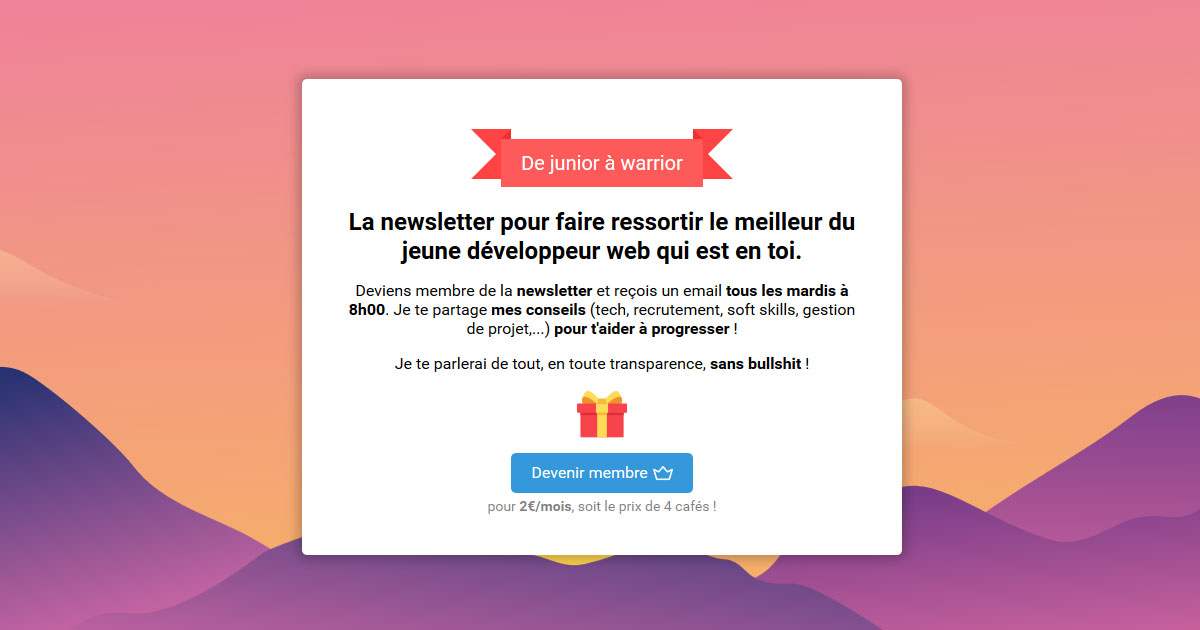 De junior à warrior
La newsletter pour faire ressortir le meilleur du
jeune développeur web qui est en toi.
Deviens membre de la newsletter et reçois un email tous les mardis à
8h00. Je te partage mes conseils (tech, recrutement, soft skills, gestion
de projet,...) pour t'aider à progresser !
Je te parlerai de tout, en toute transparence, sans bullshit !
Devenir membre
pour 2€/mois, soit le prix de 4 cafés !